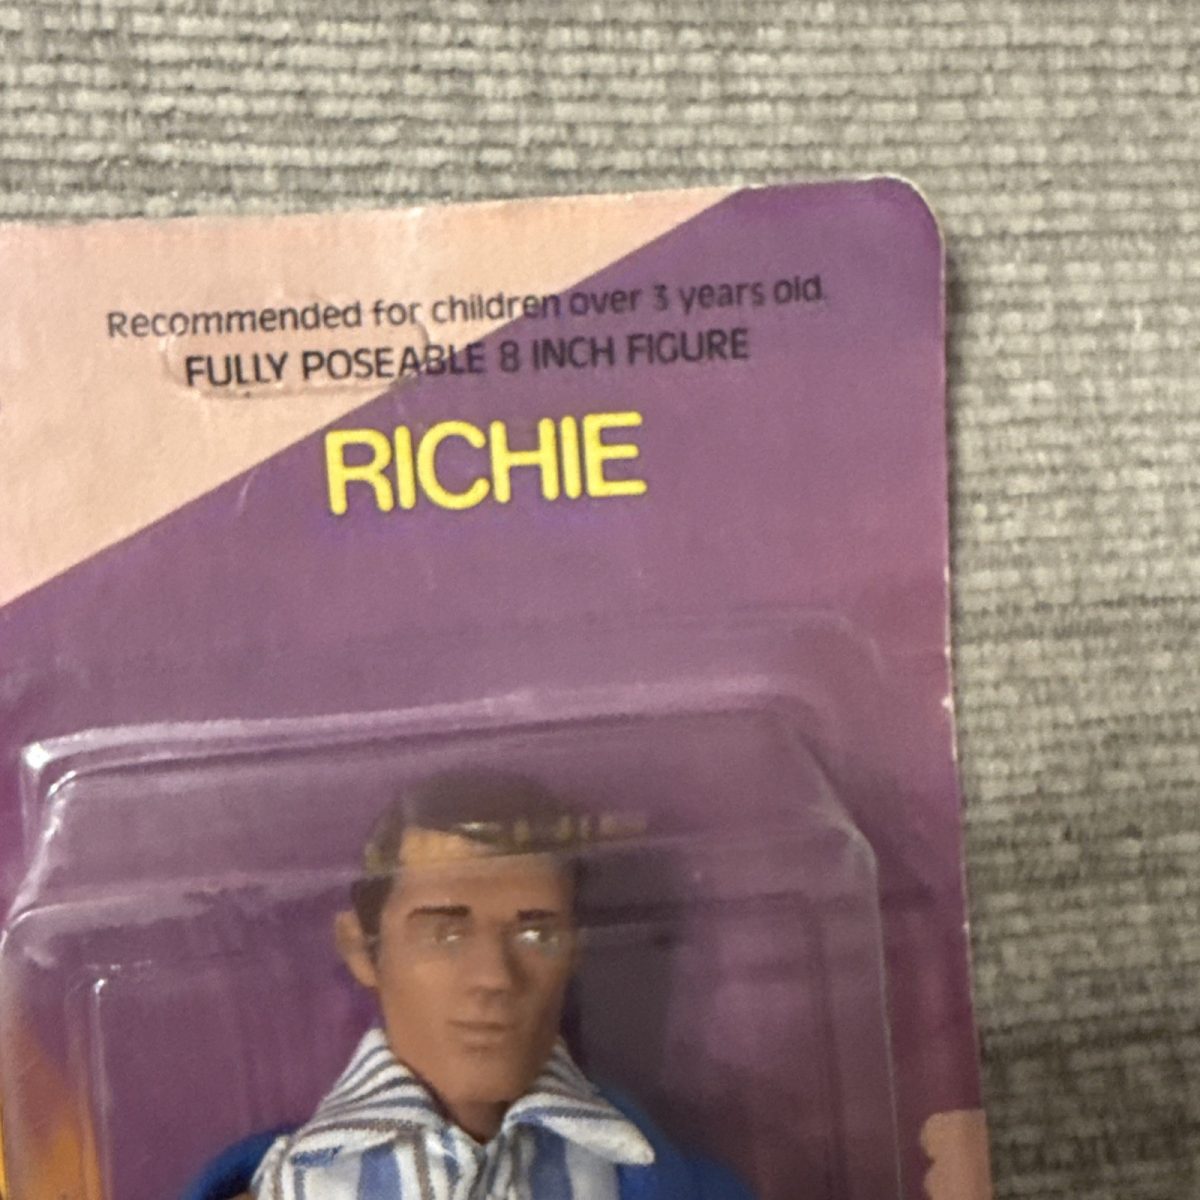 Recommended for children over 3 years old.
FULLY POSEABLE 8 INCH FIGURE
RICHIE